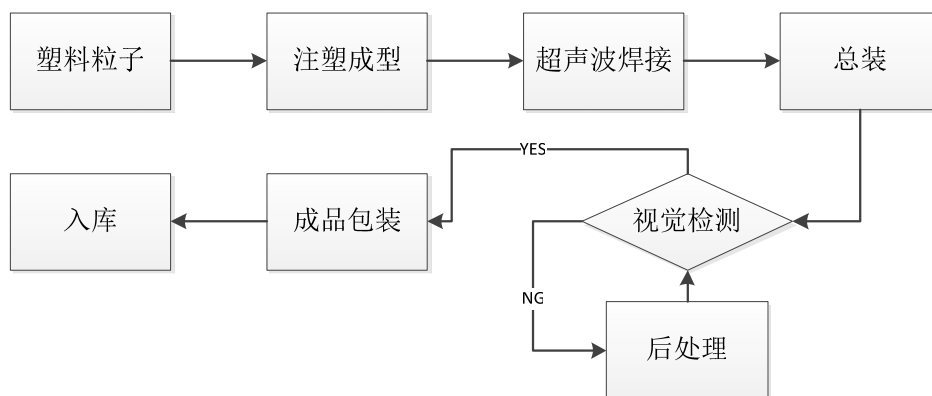 塑料粒子
注塑成型
超声波焊接
总装
YES
入库
成品包装
视觉检测
NG
后处理